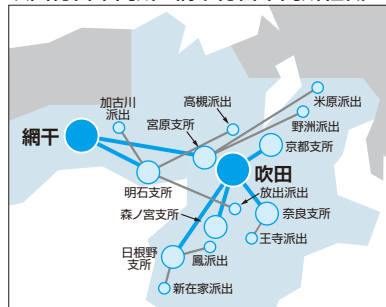 加古川
派出
高槻派出
米原派出
宮原支所
野洲派出
網干
京都支所
吹田
明石支所
放出派出
森ノ宮支所
奈良支所
日根野
支所
鳳派出
王寺派出
新在家派出